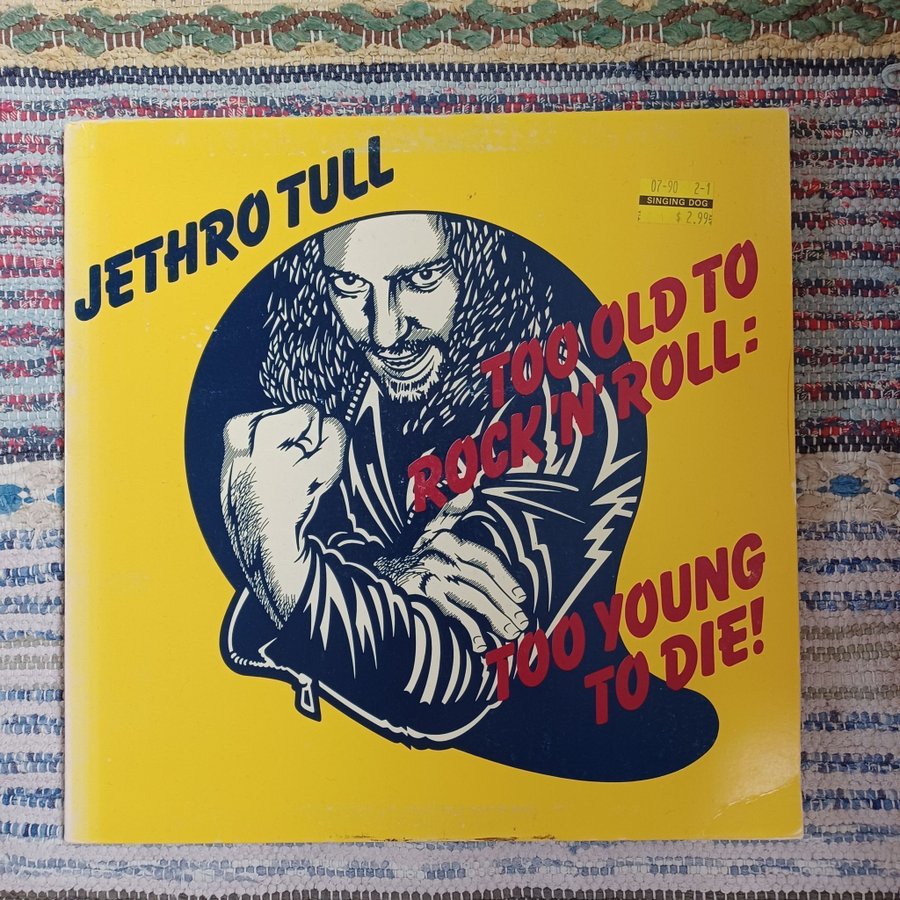 JETHRO TULL
07-90 2-1
SINGING DOG
$ 2.99
TOO OLD TO
ROCK 'N' ROLL:
TOO YOUNG
TO DIE!